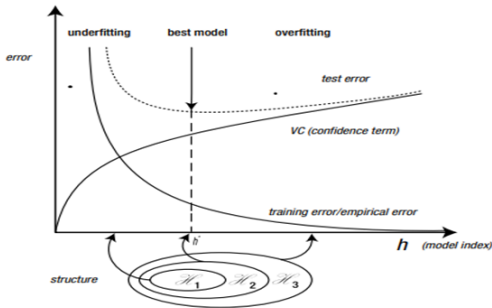 underfitting best model overfitting
error
test error
VC (confidence term)
training error/empirical error
h*
h (model index)
structure
ℋ1 ℋ2 ℋ3